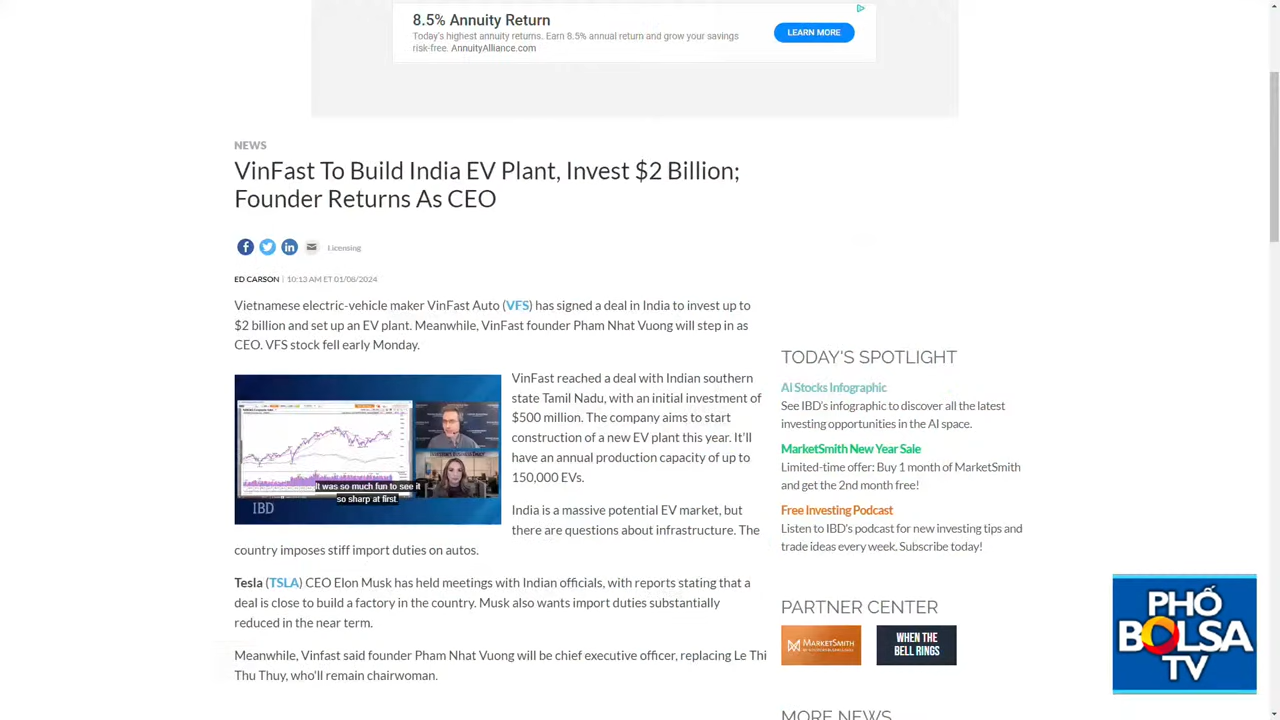 8.5% Annuity Return
Today's highest annuity returns. Earn 8.5% annual return and grow your savings
risk-free. AnnuityAlliance.com
LEARN MORE
NEWS
VinFast To Build India EV Plant, Invest $2 Billion;
Founder Returns As CEO
Licensing
ED CARSON | 10:13 AM ET 01/08/2024
Vietnamese electric-vehicle maker VinFast Auto (VFS) has signed a deal in India to invest up to
$2 billion and set up an EV plant. Meanwhile, VinFast founder Pham Nhat Vuong will step in as
CEO. VFS stock fell early Monday.
It was so much fun to see it
so sharp at first.
IBD
VinFast reached a deal with Indian southern
state Tamil Nadu, with an initial investment of
$500 million. The company aims to start
construction of a new EV plant this year. It'll
have an annual production capacity of up to
150,000 EVs.
India is a massive potential EV market, but
there are questions about infrastructure. The
country imposes stiff import duties on autos.
Tesla (TSLA) CEO Elon Musk has held meetings with Indian officials, with reports stating that a
deal is close to build a factory in the country. Musk also wants import duties substantially
reduced in the near term.
Meanwhile, Vinfast said founder Pham Nhat Vuong will be chief executive officer, replacing Le Thi
Thu Thuy, who'll remain chairwoman.
TODAY'S SPOTLIGHT
AI Stocks Infographic
See IBD's infographic to discover all the latest
investing opportunities in the AI space.
MarketSmith New Year Sale
Limited-time offer: Buy 1 month of MarketSmith
and get the 2nd month free!
Free Investing Podcast
Listen to IBD's podcast for new investing tips and
trade ideas every week. Subscribe today!
PARTNER CENTER
MARKETSMITH
WHEN THE
BELL RINGS
MORE NEWS
PHỐ
BOLSA
TV